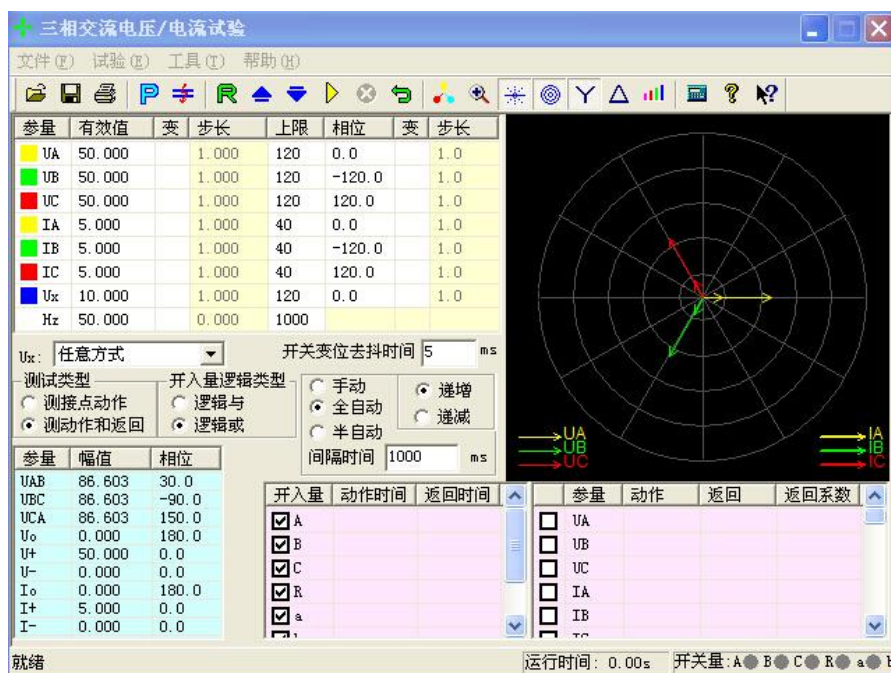 三相交流电压/电流试验
文件(F) 试验(E) 工具(T) 帮助(H)
参量 有效值 变 步长 上限 相位 变 步长
UA 50.000 1.000 120 0.0 1.0
UB 50.000 1.000 120 -120.0 1.0
UC 50.000 1.000 120 120.0 1.0
IA 5.000 1.000 40 0.0 1.0
IB 5.000 1.000 40 -120.0 1.0
IC 5.000 1.000 40 120.0 1.0
Ux 10.000 1.000 120 0.0 1.0
Hz 50.000 0.000 1000
Ux: 任意方式 开关变位去抖时间 5 ms
测试类型 开入量逻辑类型
测接点动作 逻辑与 手动 递增
测动作和返回 逻辑或 全自动 递减
半自动
间隔时间 1000 ms
UA IA
UB IB
UC IC
参量 幅值 相位
UAB 86.603 30.0
UBC 86.603 -90.0
UCA 86.603 150.0
Uo 0.000 180.0
U+ 50.000 0.0
U- 0.000 0.0
Io 0.000 180.0
I+ 5.000 0.0
I- 0.000 0.0
开入量 动作时间 返回时间
A
B
C
R
a
参量 动作 返回 返回系数
UA
UB
UC
IA
IB
就绪 运行时间: 0.00s 开关量:A B C R a